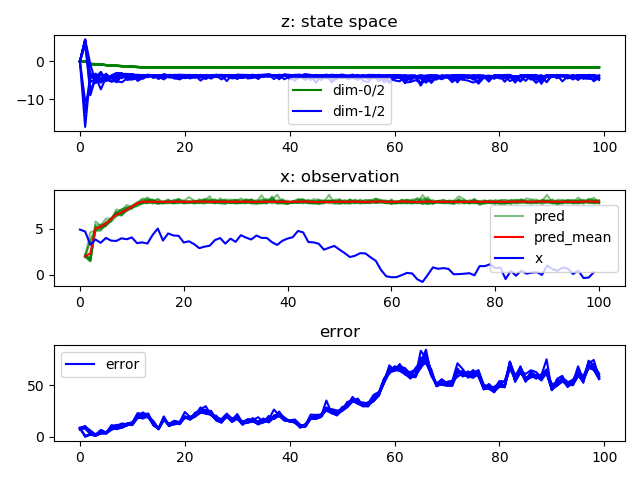 z: state space
0
−10
dim-0/2
dim-1/2
0 20 40 60 80 100
x: observation
5
0
pred
pred_mean
x
0 20 40 60 80 100
error
50
0
error
0 20 40 60 80 100